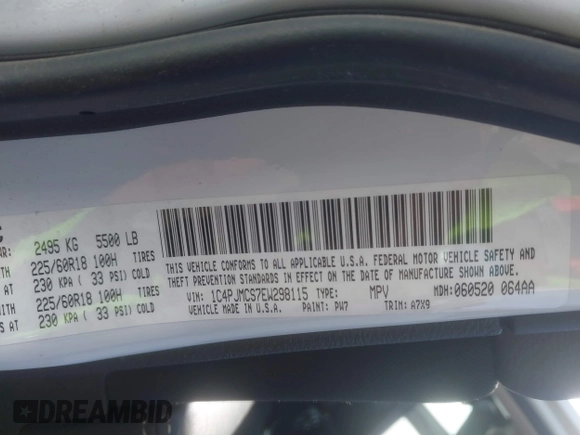 2495 KG 5500 LB
225/60R18 100H TIRES
230 KPA ( 33 PSI) COLD
225/60R18 100H TIRES
AT 230 KPA ( 33 PSI) COLD
THIS VEHICLE CONFORMS TO ALL APPLICABLE U.S.A. FEDERAL MOTOR VEHICLE SAFETY AND
THEFT PREVENTION STANDARDS IN EFFECT ON THE DATE OF MANUFACTURE SHOWN ABOVE.
VIN: 1C4PJMCS7EW298115 TYPE: MPV MDH: 060520 064AA
VEHICLE MADE IN U.S.A. PAINT: PW7 TRIM: A7X9
DREAMBID